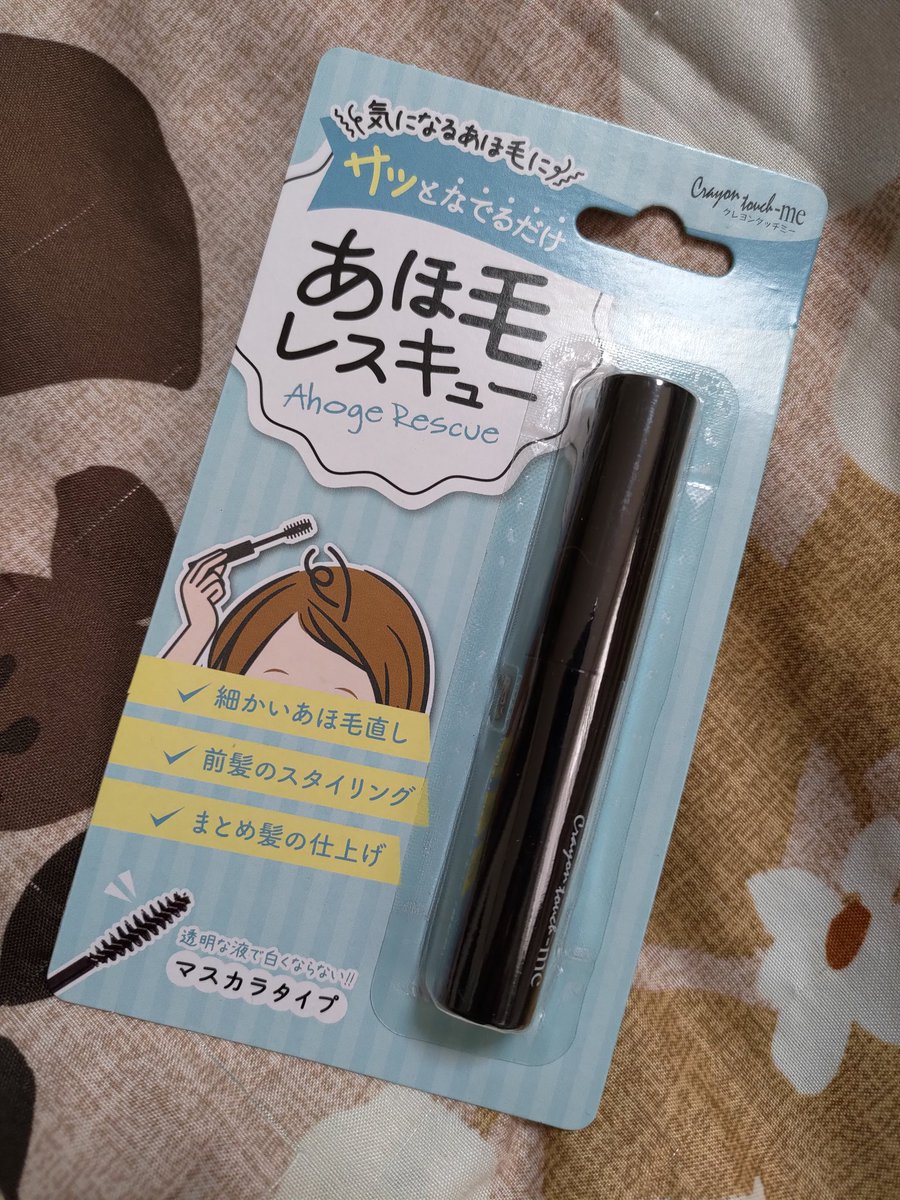 気になるあほ毛に
サッとなでるだけ
Crayon touch-me
クレヨンタッチミー
あほ毛
レスキュー
Ahoge Rescue
細かいあほ毛直し
前髪のスタイリング
まとめ髪の仕上げ
透明な液で白くならない!!
マスカラタイプ
Crayon touch-me